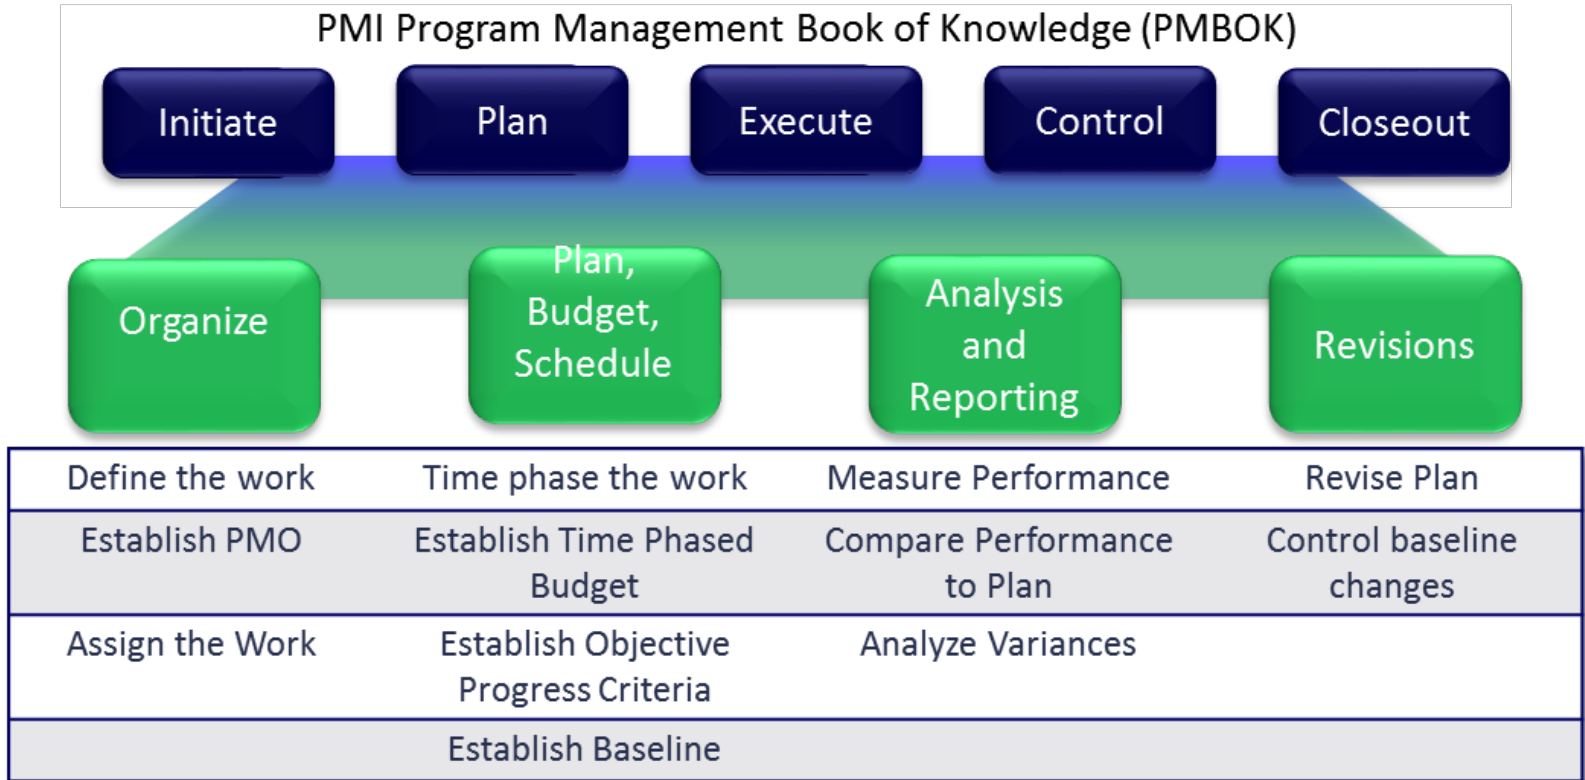 PMI Program Management Book of Knowledge (PMBOK)
Initiate
Plan
Execute
Control
Closeout
Organize
Plan,
Budget,
Schedule
Analysis
and
Reporting
Revisions
Define the work
Time phase the work
Measure Performance
Revise Plan
Establish PMO
Establish Time Phased
Budget
Compare Performance
to Plan
Control baseline
changes
Assign the Work
Establish Objective
Progress Criteria
Analyze Variances
Establish Baseline